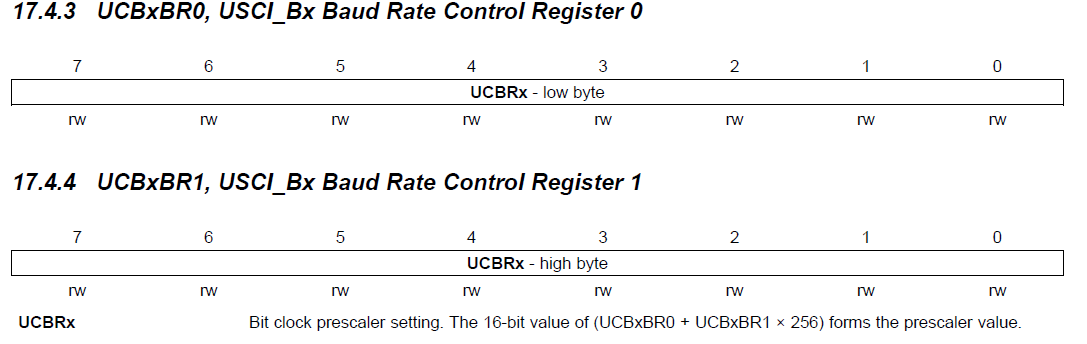 17.4.3 UCBxBR0, USCI_Bx Baud Rate Control Register 0
7 6 5 4 3 2 1 0
UCBRx - low byte
rw rw rw rw rw rw rw rw
17.4.4 UCBxBR1, USCI_Bx Baud Rate Control Register 1
7 6 5 4 3 2 1 0
UCBRx - high byte
rw rw rw rw rw rw rw rw
UCBRx Bit clock prescaler setting. The 16-bit value of (UCBxBR0 + UCBxBR1 × 256) forms the prescaler value.